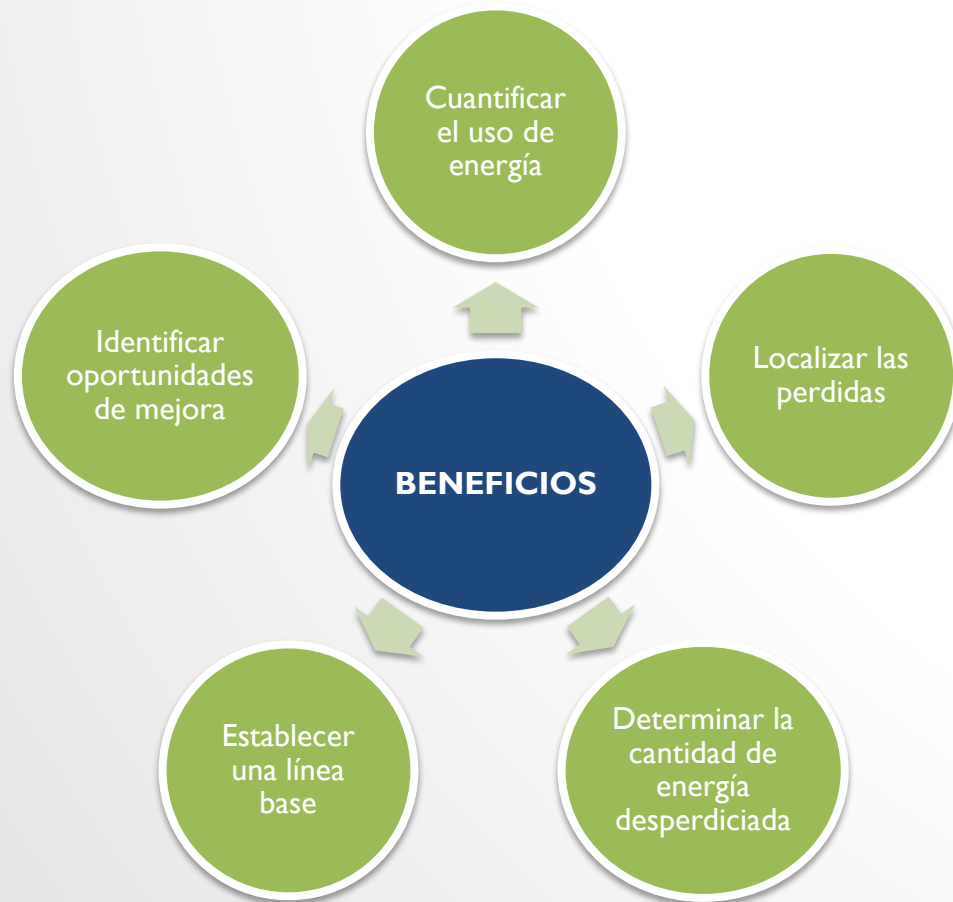 Cuantificar
el uso de
energía
Identificar
oportunidades
de mejora
Localizar las
perdidas
BENEFICIOS
Establecer
una línea
base
Determinar la
cantidad de
energía
desperdiciada